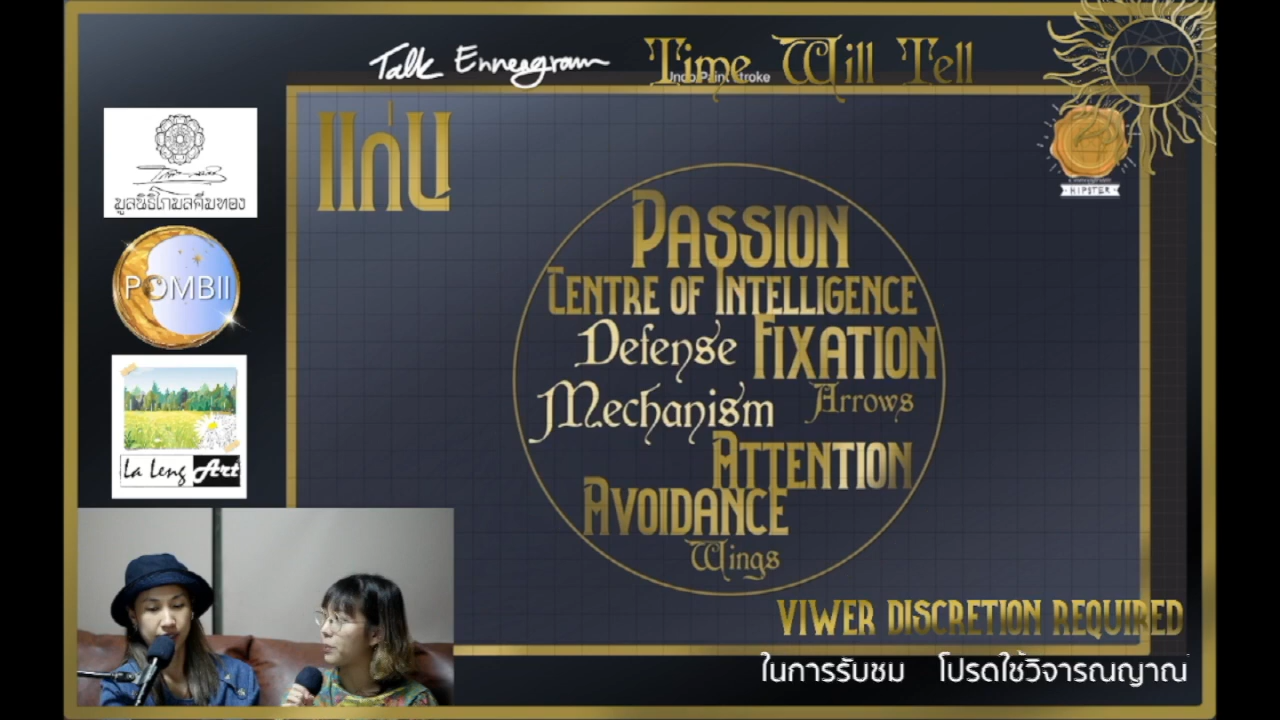 Talk Enneagram Time Will Tell
Undo Paint Stroke
แก่น
มูลนิธิโกมลคีมทอง
HIPSTER
POMBII
La Leng Art
PASSION
CENTRE OF INTELLIGENCE
Defense FIXATION
Mechanism Arrows
ATTENTION
AVOIDANCE
Wings
VIWER DISCRETION REQUIRED
ในการรับชม โปรดใช้วิจารณญาณ